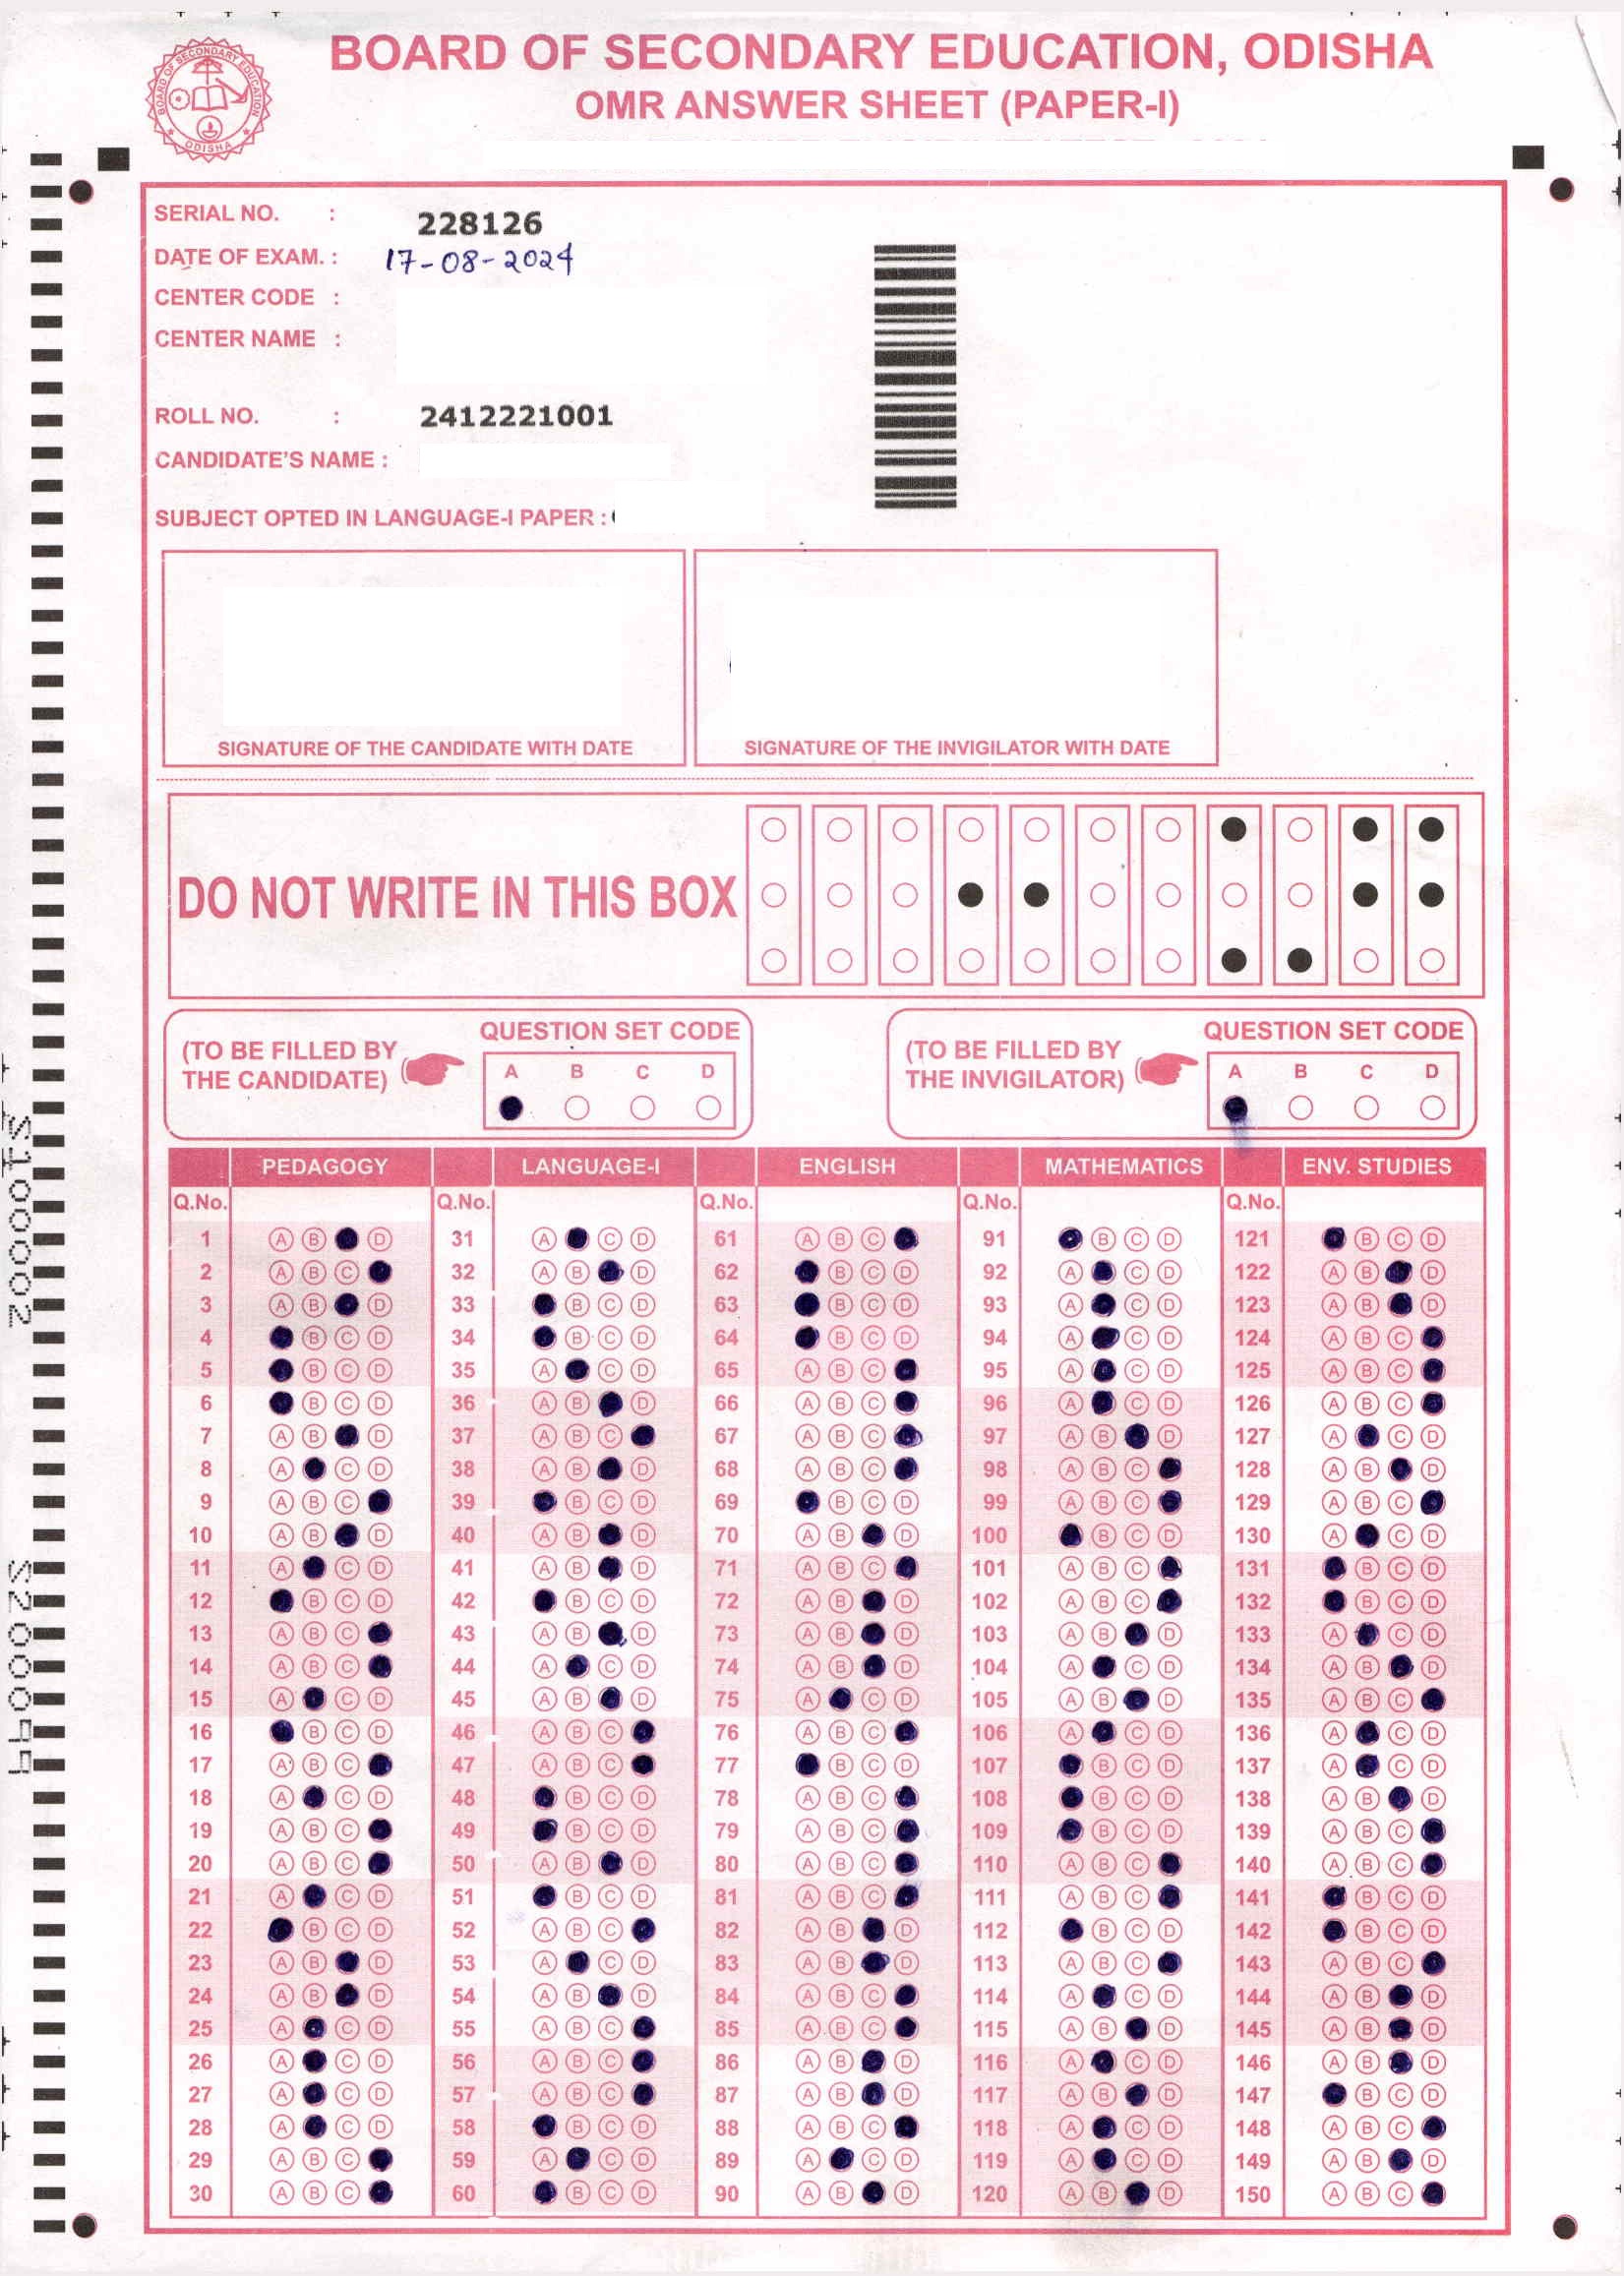 BOARD OF SECONDARY EDUCATION, ODISHA
OMR ANSWER SHEET (PAPER-I)
BOARD OF SECONDARY EDUCATION
ODISHA
SERIAL NO. : 228126
DATE OF EXAM. : 17-08-2024
CENTER CODE :
CENTER NAME :
ROLL NO. : 2412221001
CANDIDATE'S NAME :
SUBJECT OPTED IN LANGUAGE-I PAPER :
SIGNATURE OF THE CANDIDATE WITH DATE SIGNATURE OF THE INVIGILATOR WITH DATE
DO NOT WRITE IN THIS BOX
(TO BE FILLED BY THE CANDIDATE) QUESTION SET CODE
A B C D
(TO BE FILLED BY THE INVIGILATOR) QUESTION SET CODE
A B C D
PEDAGOGY LANGUAGE-I ENGLISH MATHEMATICS ENV. STUDIES
Q.No. Q.No. Q.No. Q.No. Q.No.
1 A B D 31 A C D 61 A B C 91 B C D 121 B C D
2 A B C 32 A B D 62 B C D 92 A C D 122 A B D
3 A B D 33 B C D 63 B C D 93 A C D 123 A B D
4 B C D 34 B C D 64 B C D 94 A C D 124 A B C
5 B C D 35 A C D 65 A B C 95 A C D 125 A B C
6 B C D 36 A B D 66 A B C 96 A C D 126 A B C
7 A B D 37 A B C 67 A B C 97 A B D 127 A C D
8 A C D 38 A B D 68 A B C 98 A B C 128 A B D
9 A B C 39 B C D 69 B C D 99 A B C 129 A B C
10 A B D 40 A B D 70 A B D 100 B C D 130 A C D
11 A C D 41 A B D 71 A B C 101 A B C 131 B C D
12 B C D 42 B C D 72 A B D 102 A B C 132 B C D
13 A B C 43 A B D 73 A B D 103 A B D 133 A C D
14 A B C 44 A C D 74 A B D 104 A C D 134 A B D
15 A C D 45 A B D 75 A C D 105 A B D 135 A B C
16 B C D 46 A B C 76 A B C 106 A C D 136 A C D
17 A B C 47 A B C 77 B C D 107 B C D 137 A C D
18 A C D 48 B C D 78 A B C 108 B C D 138 A B D
19 A B C 49 B C D 79 A B C 109 B C D 139 A B C
20 A B C 50 A B D 80 A B C 110 A B C 140 A B C
21 A C D 51 B C D 81 A B C 111 A B C 141 B C D
22 B C D 52 A B C 82 A B D 112 B C D 142 B C D
23 A B D 53 A C D 83 A B D 113 A B C 143 A B C
24 A B D 54 A B D 84 A B C 114 A C D 144 A B D
25 A C D 55 A B C 85 A B C 115 A B D 145 A B D
26 A C D 56 A B C 86 A B D 116 A C D 146 A B D
27 A C D 57 A B C 87 A B D 117 A B D 147 B C D
28 A C D 58 B C D 88 A B C 118 A C D 148 A B C
29 A B C 59 A C D 89 A C D 119 A C D 149 A B D
30 A B C 60 B C D 90 A B D 120 A B D 150 A B C